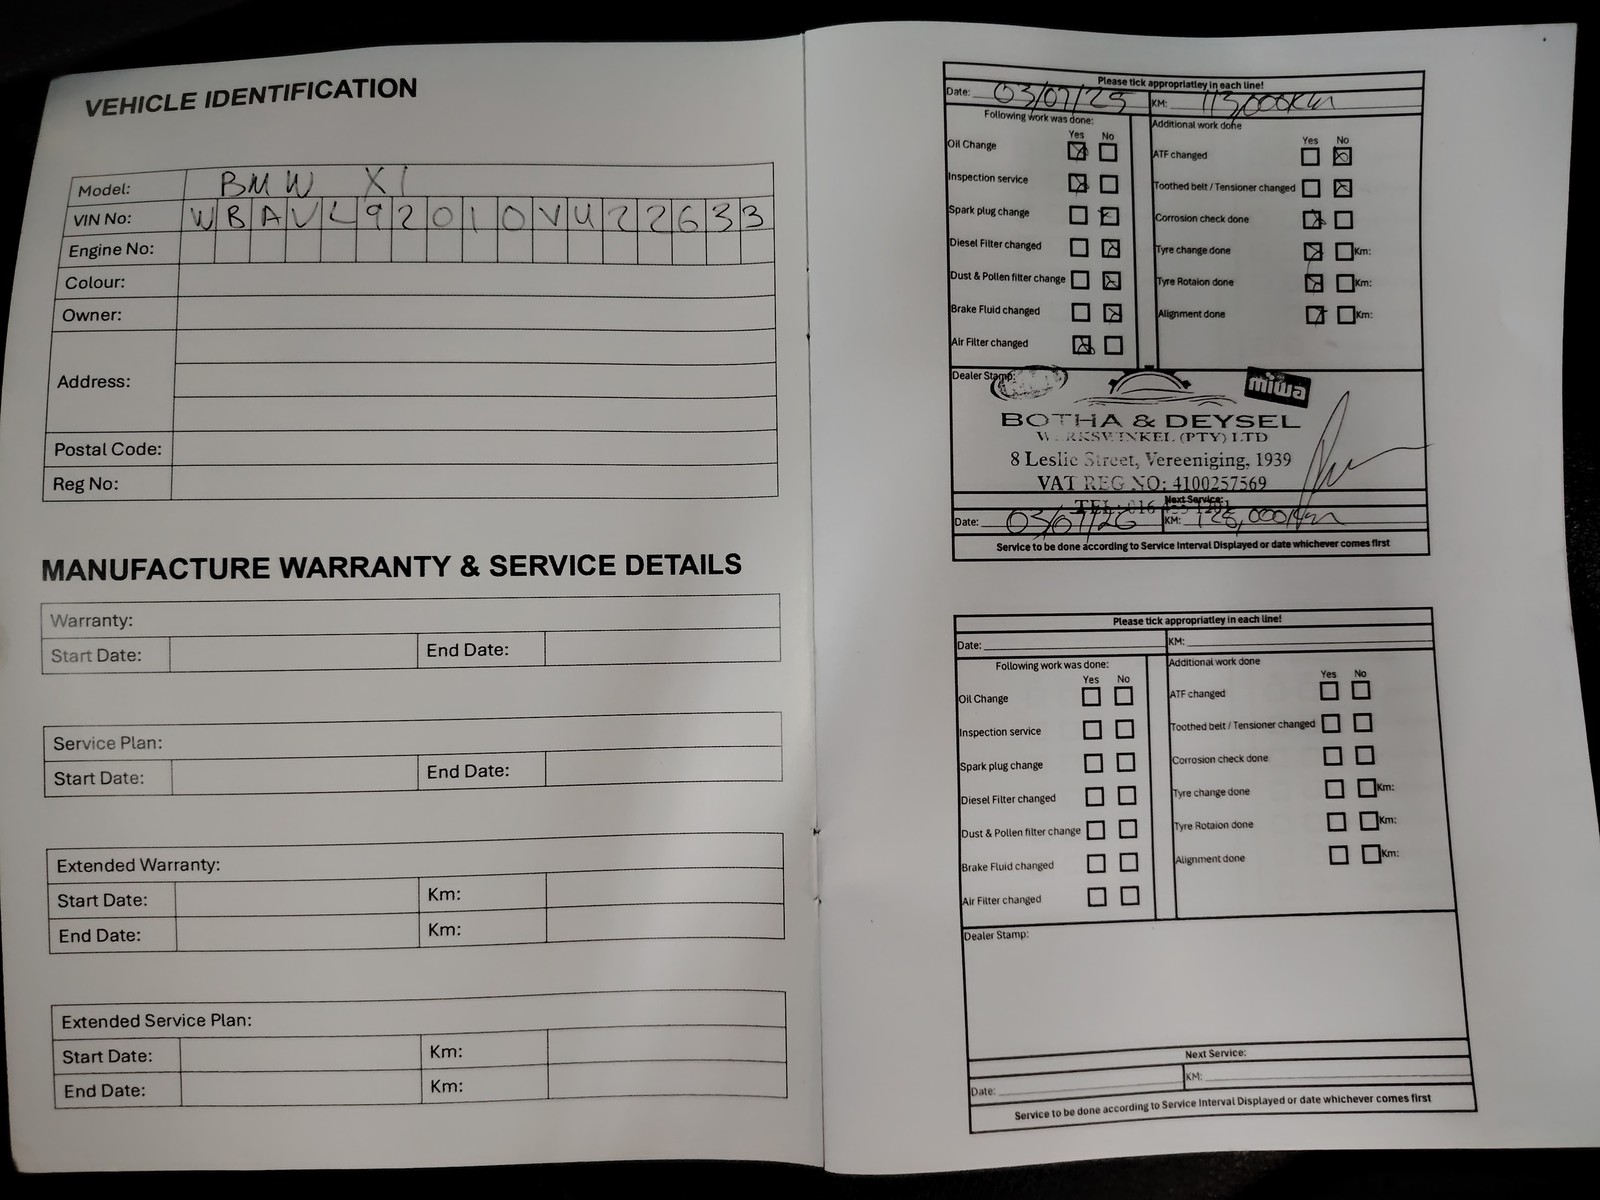 VEHICLE IDENTIFICATION
Model: BMW X1
VIN No: WBAVL92010VU22633
Engine No:
Colour:
Owner:
Address:
Postal Code:
Reg No:
MANUFACTURE WARRANTY & SERVICE DETAILS
Warranty:
Start Date: End Date:
Service Plan:
Start Date: End Date:
Extended Warranty:
Start Date: Km:
End Date: Km:
Extended Service Plan:
Start Date: Km:
End Date: Km:
Please tick appropriatley in each line!
Date: 03/07/25 KM: 113,000km
Following work was done: Additional work done
Yes No Yes No
Oil Change ATF changed
Inspection service Toothed belt / Tensioner changed
Spark plug change Corrosion check done
Diesel Filter changed Tyre change done Km:
Dust & Pollen filter change Tyre Rotaion done Km:
Brake Fluid changed Alignment done Km:
Air Filter changed
Dealer Stamp:
miwa
BOTHA & DEYSEL
(PTY) LTD
8 Leslie Street, Vereeniging, 1939
VAT REG NO: 4100257569
TEL: 016
Next Service:
Date: 03/07/26 KM: 128,000km
Service to be done according to Service Interval Displayed or date whichever comes first
Please tick appropriatley in each line!
Date: KM:
Following work was done: Additional work done
Yes No Yes No
Oil Change ATF changed
Inspection service Toothed belt / Tensioner changed
Spark plug change Corrosion check done
Diesel Filter changed Tyre change done Km:
Dust & Pollen filter change Tyre Rotaion done Km:
Brake Fluid changed Alignment done Km:
Air Filter changed
Dealer Stamp:
Next Service:
Date: KM:
Service to be done according to Service Interval Displayed or date whichever comes first